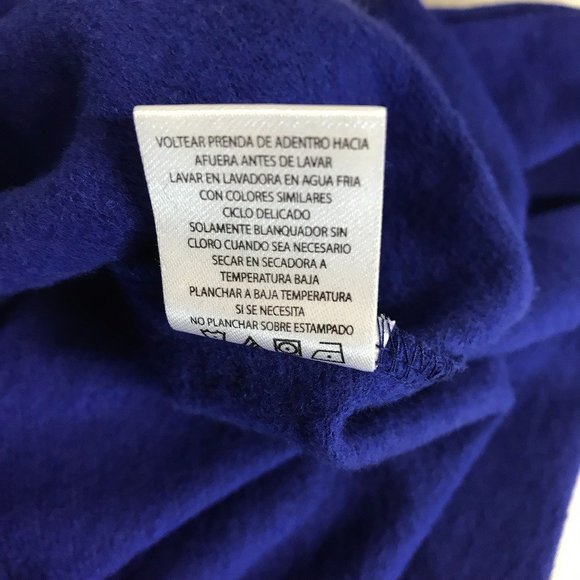 VOLTEAR PRENDA DE ADENTRO HACIA
AFUERA ANTES DE LAVAR
LAVAR EN LAVADORA EN AGUA FRIA
CON COLORES SIMILARES
CICLO DELICADO
SOLAMENTE BLANQUADOR SIN
CLORO CUANDO SEA NECESARIO
SECAR EN SECADORA A
TEMPERATURA BAJA
PLANCHAR A BAJA TEMPERATURA
SI SE NECESITA
NO PLANCHAR SOBRE ESTAMPADO